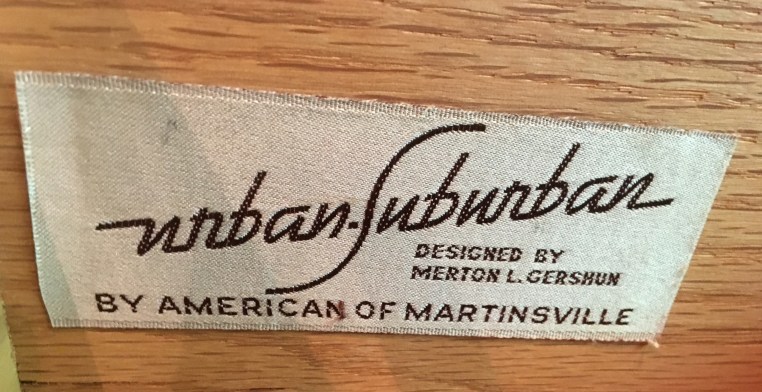 urban-Suburban
DESIGNED BY
MERTON L. GERSHUN
BY AMERICAN OF MARTINSVILLE